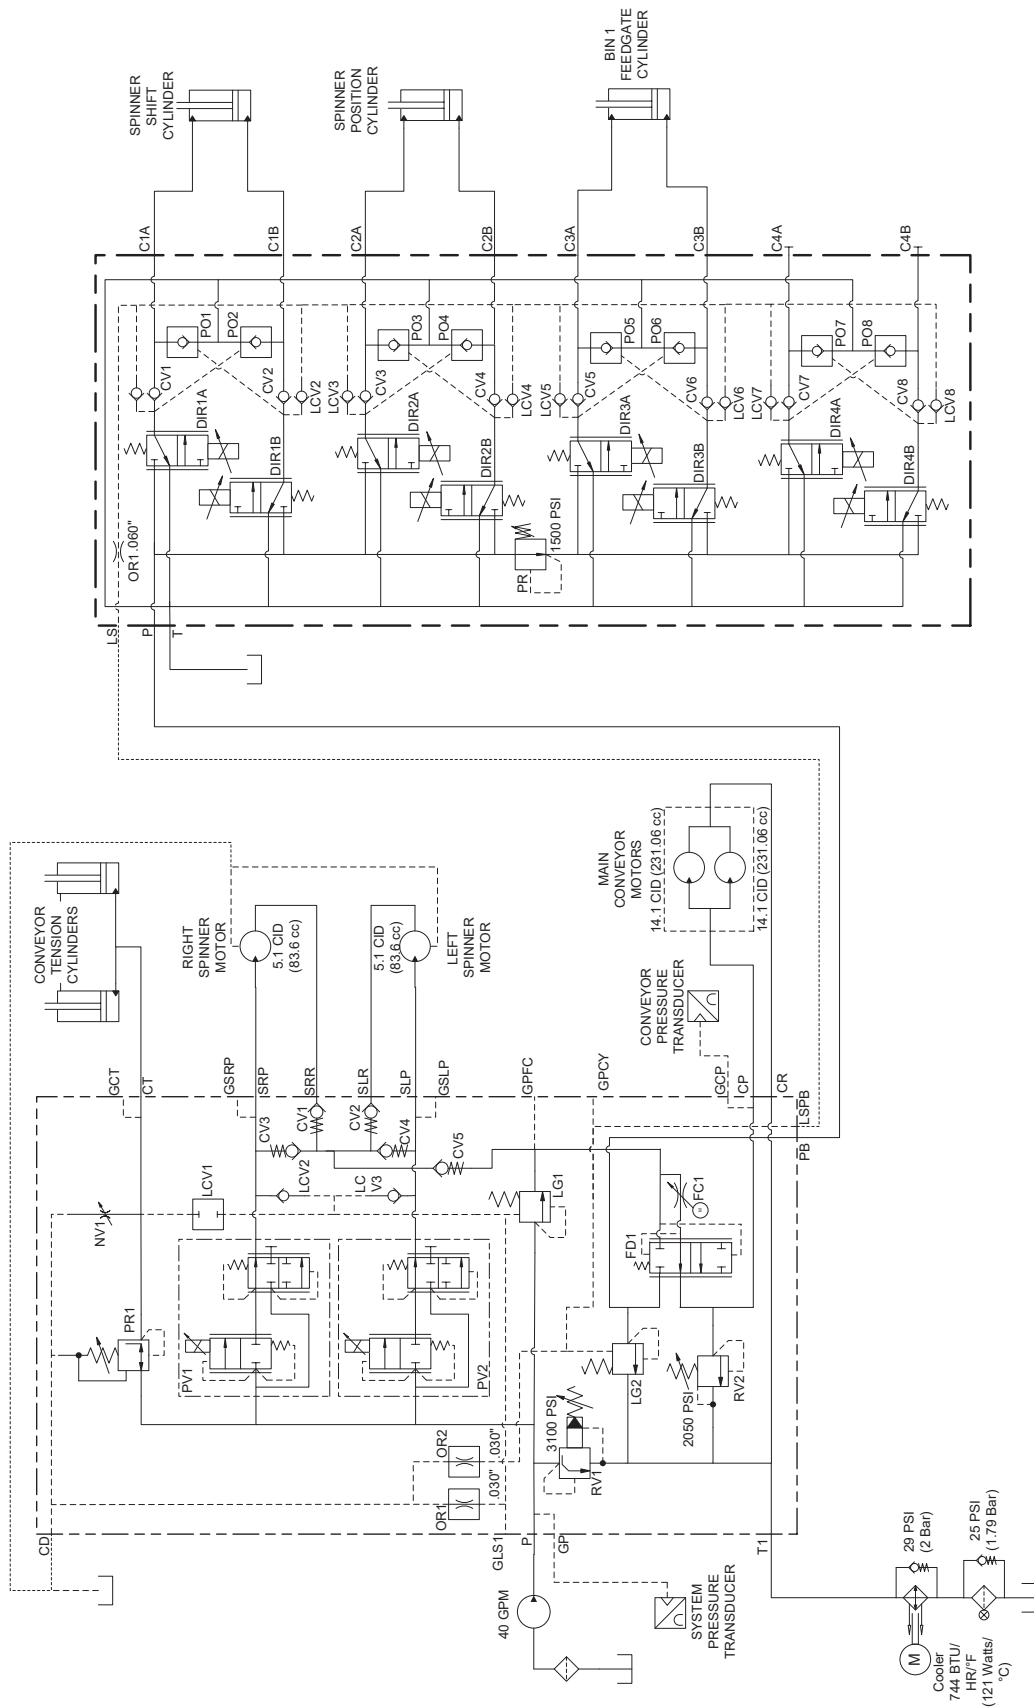 SPINNER
SHIFT
CYLINDER
SPINNER
POSITION
CYLINDER
BIN 1
FEEDGATE
CYLINDER
C1A
C1B
C2A
C2B
C3A
C3B
C4A
C4B
PO1
PO2
PO3
PO4
PO5
PO6
PO7
PO8
CV1
CV2
LCV2
LCV3
CV3
CV4
LCV4
LCV5
CV5
CV6
LCV6
LCV7
CV7
CV8
LCV8
DIR1A
DIR1B
DIR2A
DIR2B
DIR3A
DIR3B
DIR4A
DIR4B
OR1.060"
PR
1500 PSI
LS
P
T
CONVEYOR
TENSION
CYLINDERS
RIGHT
SPINNER
MOTOR
5.1 CID
(83.6 cc)
5.1 CID
(83.6 cc)
LEFT
SPINNER
MOTOR
MAIN
CONVEYOR
MOTORS
14.1 CID (231.06 cc)
14.1 CID (231.06 cc)
CONVEYOR
PRESSURE
TRANSDUCER
GCT
CT
GSRP
SRP
SRR
SLR
SLP
GSLP
GPFC
GPCY
GCP
CP
CR
LSPB
PB
NV1
LCV1
CV3
CV1
LCV2
CV2
CV4
LC
V3
CV5
LG1
FC1
FD1
PR1
PV1
PV2
LG2
3100 PSI
RV1
2050 PSI
RV2
OR2
OR1
.030"
.030"
CD
GLS1
P
GP
T1
40 GPM
SYSTEM
PRESSURE
TRANSDUCER
29 PSI
(2 Bar)
25 PSI
(1.79 Bar)
M
Cooler
744 BTU/
HR/°F
(121 Watts/
°C)